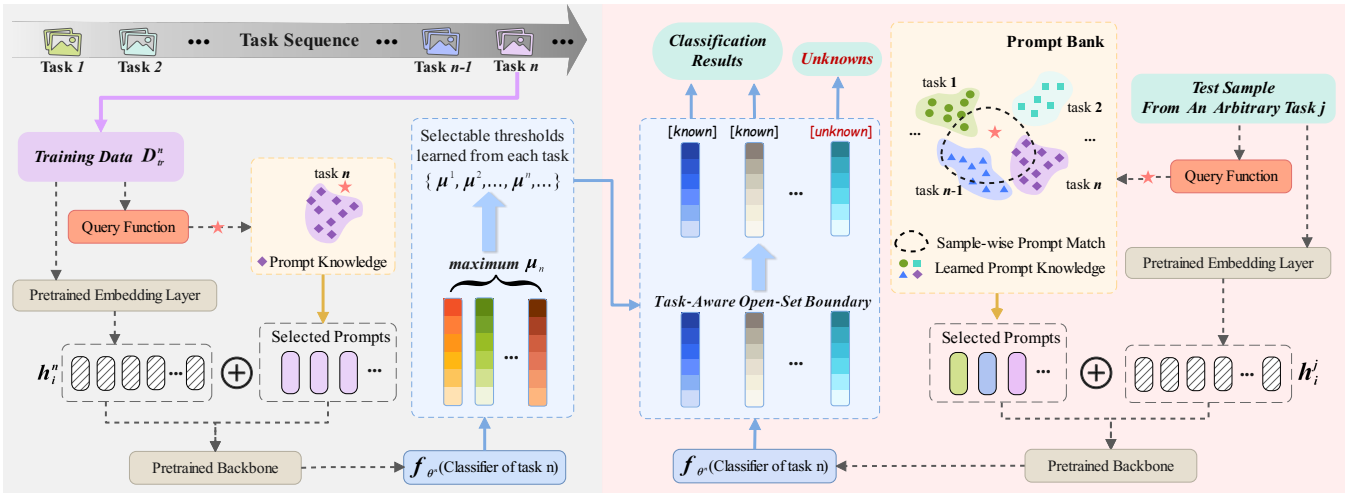 Task Sequence
Task 1
Task 2
Task n-1
Task n
Training Data D_tr^n
Query Function
task n
Prompt Knowledge
Pretrained Embedding Layer
h_i^n
Selected Prompts
Pretrained Backbone
Selectable thresholds
learned from each task
{ μ^1, μ^2,..., μ^n,...}
maximum μ_n
f_θ^n(Classifier of task n)
Classification
Results
Unknowns
[known]
[known]
[unknown]
Task-Aware Open-Set Boundary
f_θ^n(Classifier of task n)
Prompt Bank
task 1
task 2
task n-1
task n
Sample-wise Prompt Match
Learned Prompt Knowledge
Test Sample
From An Arbitrary Task j
Query Function
Pretrained Embedding Layer
Selected Prompts
h_i^j
Pretrained Backbone